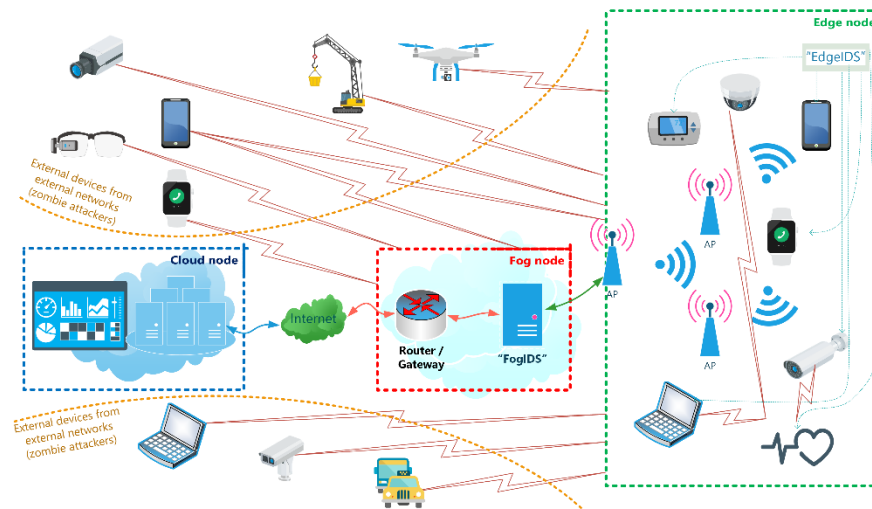 Edge node
"EdgeIDS"
External devices from
external networks
(zombie attackers)
AP
Cloud node
Fog node
AP
Internet
Router /
Gateway
"FogIDS"
AP
External devices from
external networks
(zombie attackers)